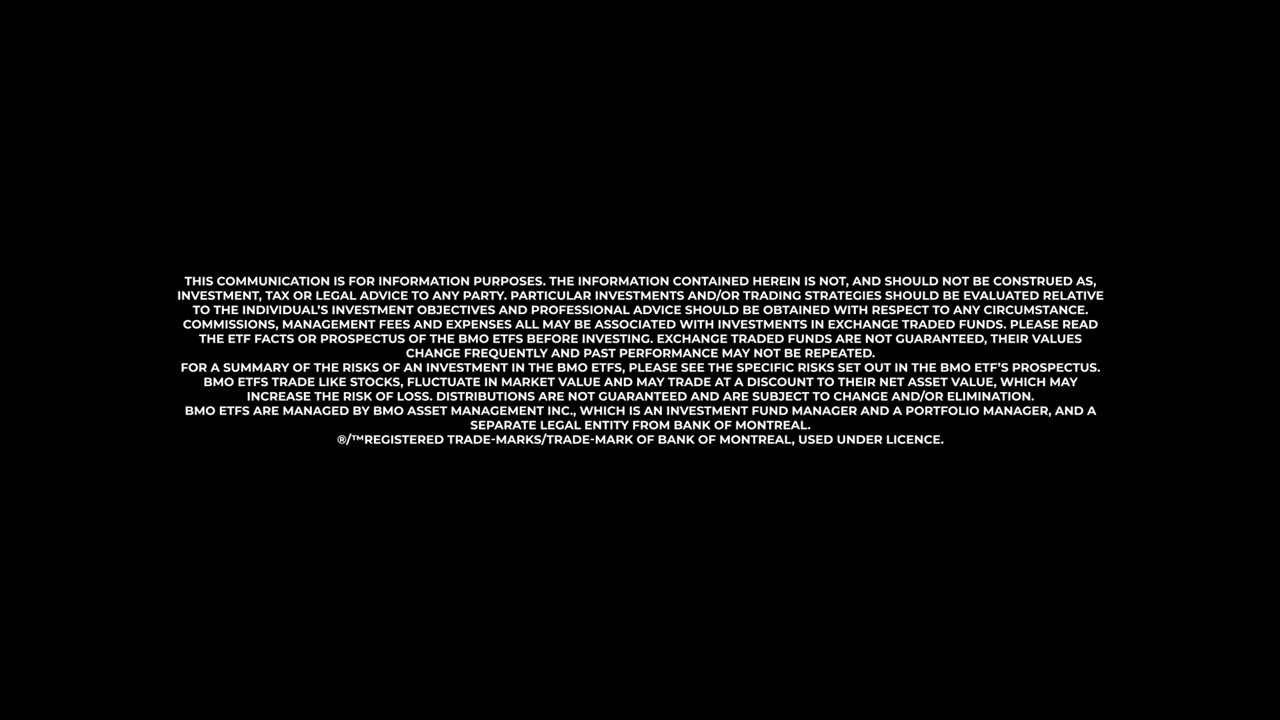 THIS COMMUNICATION IS FOR INFORMATION PURPOSES. THE INFORMATION CONTAINED HEREIN IS NOT, AND SHOULD NOT BE CONSTRUED AS,
INVESTMENT, TAX OR LEGAL ADVICE TO ANY PARTY. PARTICULAR INVESTMENTS AND/OR TRADING STRATEGIES SHOULD BE EVALUATED RELATIVE
TO THE INDIVIDUAL’S INVESTMENT OBJECTIVES AND PROFESSIONAL ADVICE SHOULD BE OBTAINED WITH RESPECT TO ANY CIRCUMSTANCE.
COMMISSIONS, MANAGEMENT FEES AND EXPENSES ALL MAY BE ASSOCIATED WITH INVESTMENTS IN EXCHANGE TRADED FUNDS. PLEASE READ
THE ETF FACTS OR PROSPECTUS OF THE BMO ETFS BEFORE INVESTING. EXCHANGE TRADED FUNDS ARE NOT GUARANTEED, THEIR VALUES
CHANGE FREQUENTLY AND PAST PERFORMANCE MAY NOT BE REPEATED.
FOR A SUMMARY OF THE RISKS OF AN INVESTMENT IN THE BMO ETFS, PLEASE SEE THE SPECIFIC RISKS SET OUT IN THE BMO ETF’S PROSPECTUS.
BMO ETFS TRADE LIKE STOCKS, FLUCTUATE IN MARKET VALUE AND MAY TRADE AT A DISCOUNT TO THEIR NET ASSET VALUE, WHICH MAY
INCREASE THE RISK OF LOSS. DISTRIBUTIONS ARE NOT GUARANTEED AND ARE SUBJECT TO CHANGE AND/OR ELIMINATION.
BMO ETFS ARE MANAGED BY BMO ASSET MANAGEMENT INC., WHICH IS AN INVESTMENT FUND MANAGER AND A PORTFOLIO MANAGER, AND A
SEPARATE LEGAL ENTITY FROM BANK OF MONTREAL.
®/™REGISTERED TRADE-MARKS/TRADE-MARK OF BANK OF MONTREAL, USED UNDER LICENCE.